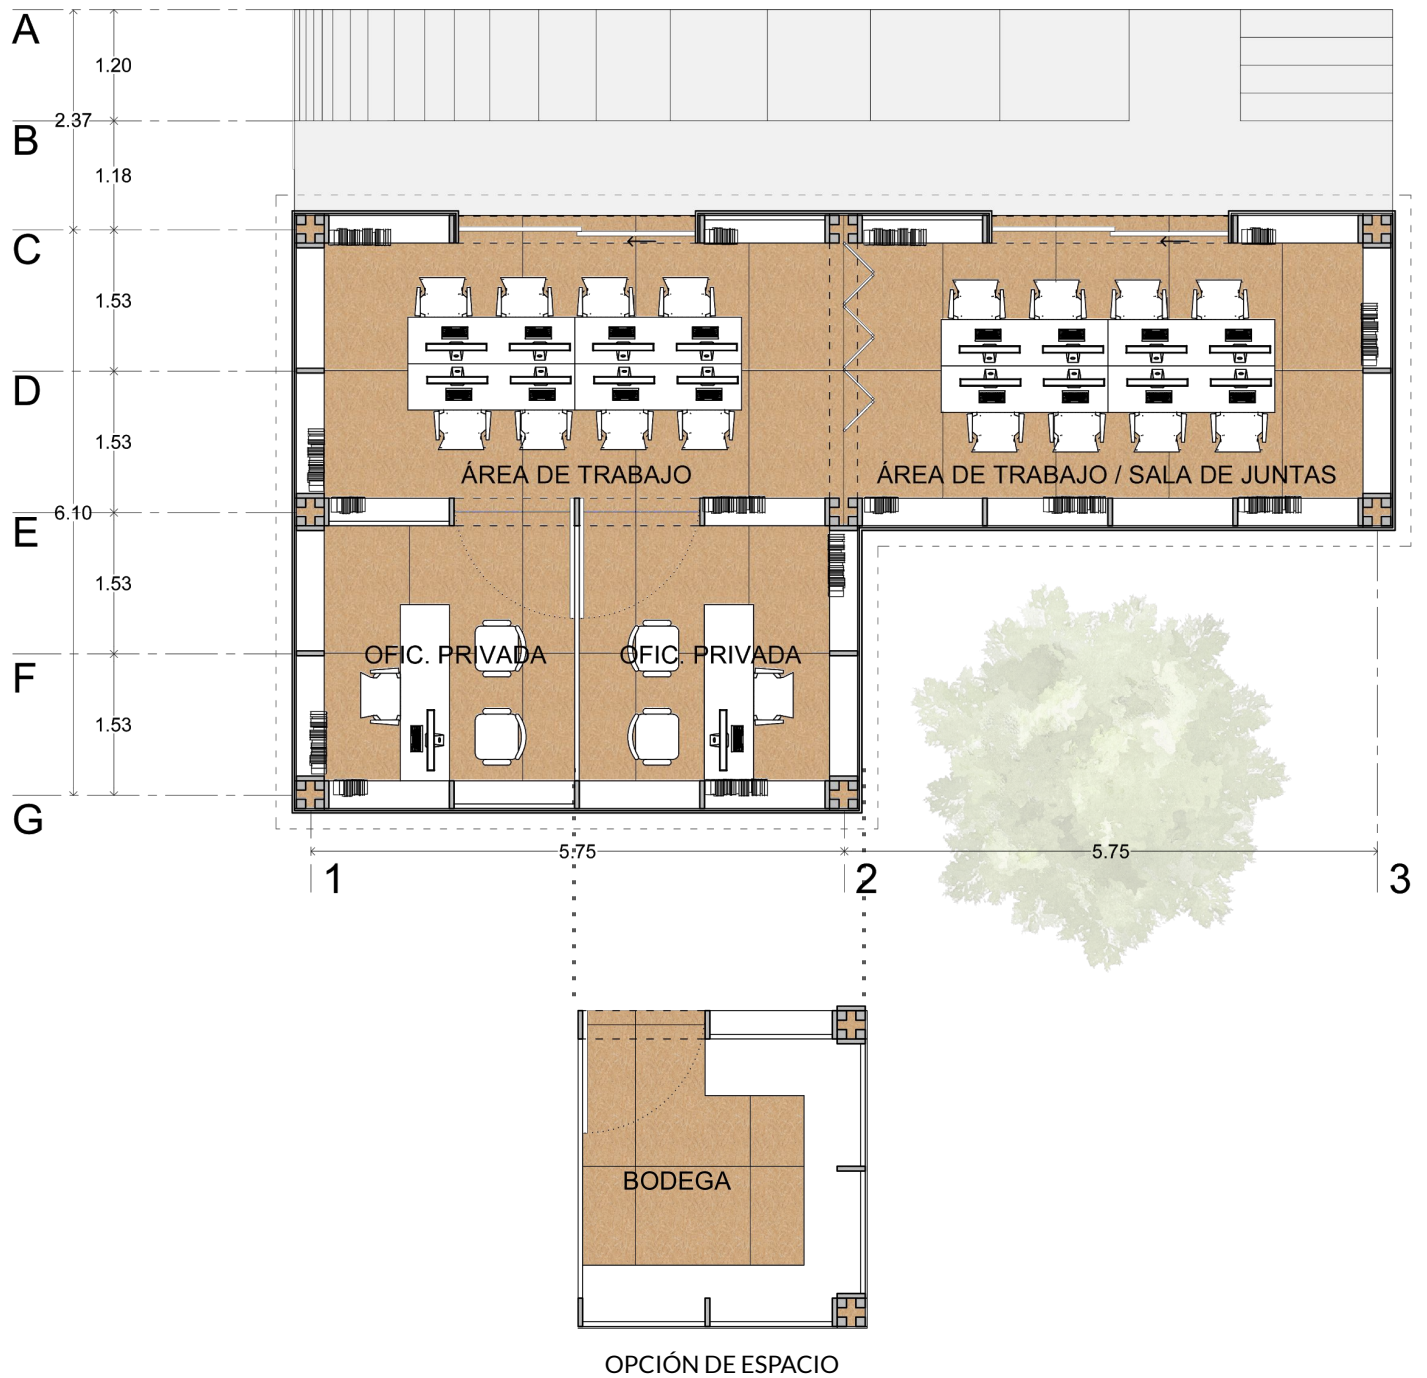 A
1.20
2.37
B
1.18
C
1.53
D
1.53
ÁREA DE TRABAJO
ÁREA DE TRABAJO / SALA DE JUNTAS
6.10
E
1.53
OFIC. PRIVADA
OFIC. PRIVADA
F
1.53
G
5.75
5.75
1
2
3
BODEGA
OPCIÓN DE ESPACIO